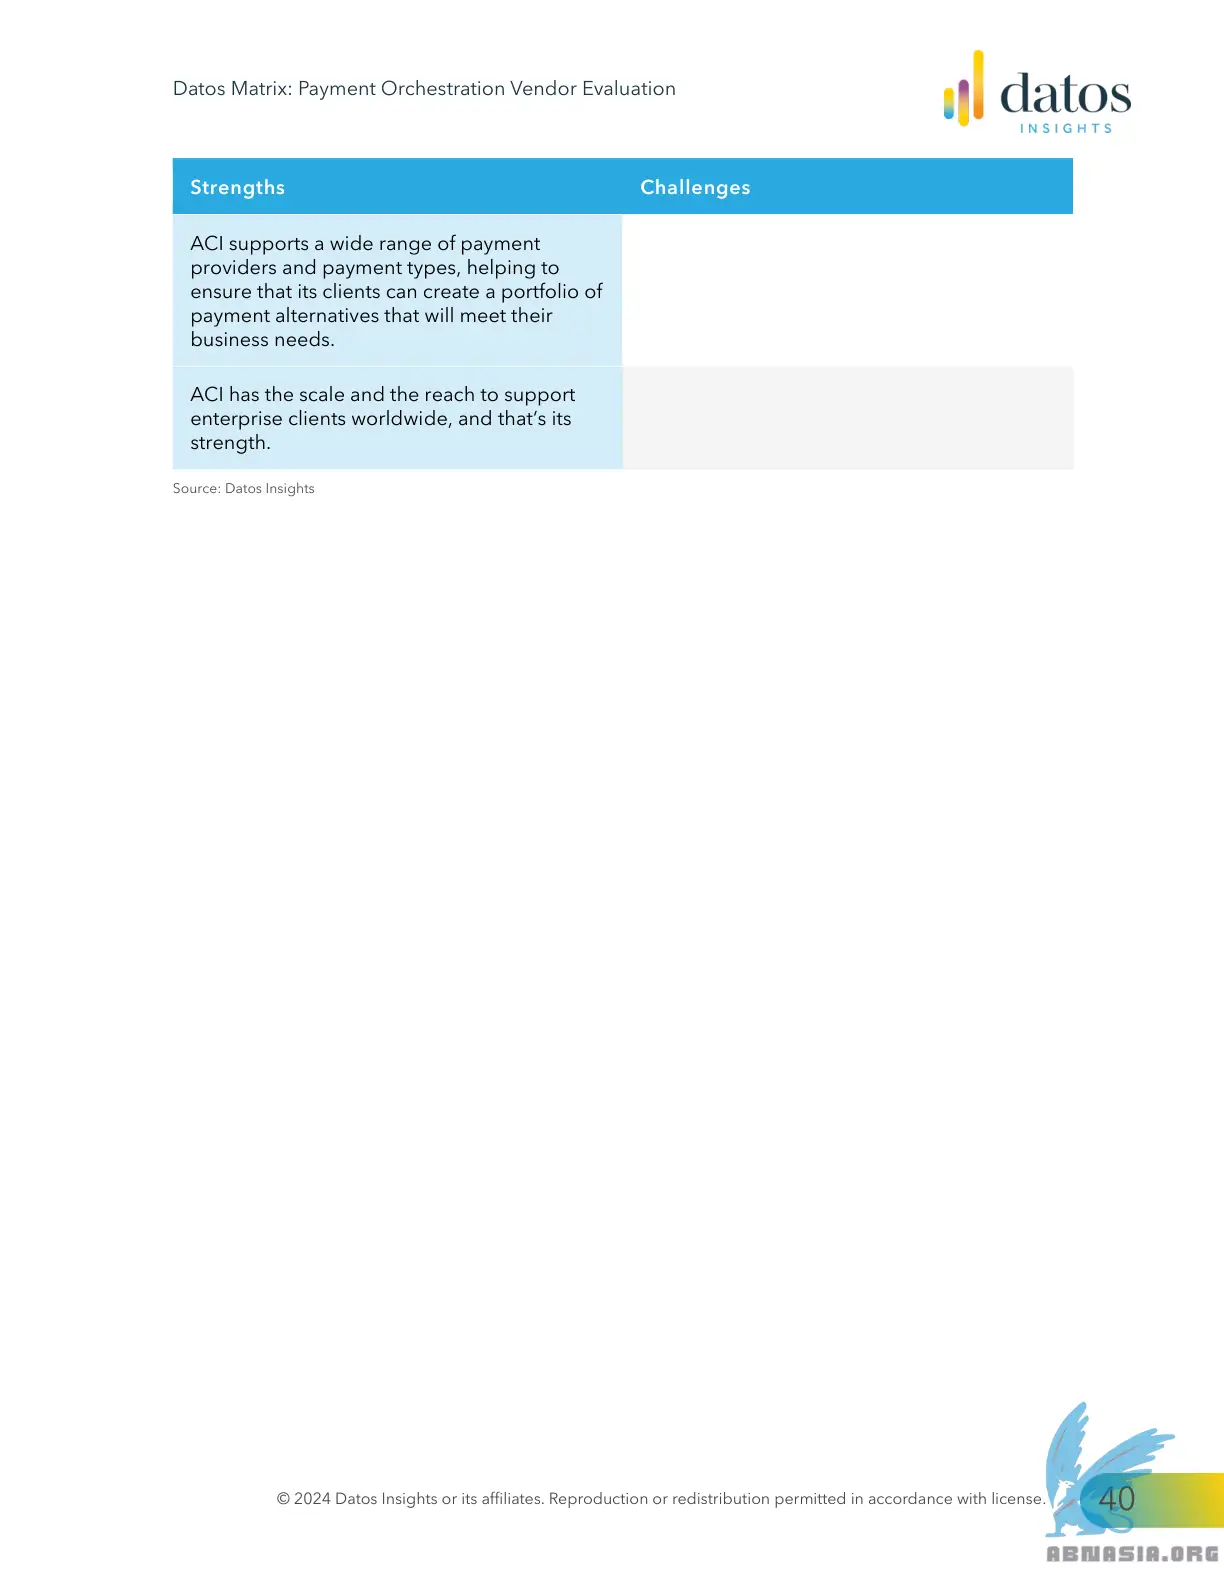 Datos Matrix: Payment Orchestration Vendor Evaluation
datos
INSIGHTS
Strengths
Challenges
ACI supports a wide range of payment
providers and payment types, helping to
ensure that its clients can create a portfolio of
payment alternatives that will meet their
business needs.
ACI has the scale and the reach to support
enterprise clients worldwide, and that’s its
strength.
Source: Datos Insights
© 2024 Datos Insights or its affiliates. Reproduction or redistribution permitted in accordance with license.
40
ABNASIA.ORG